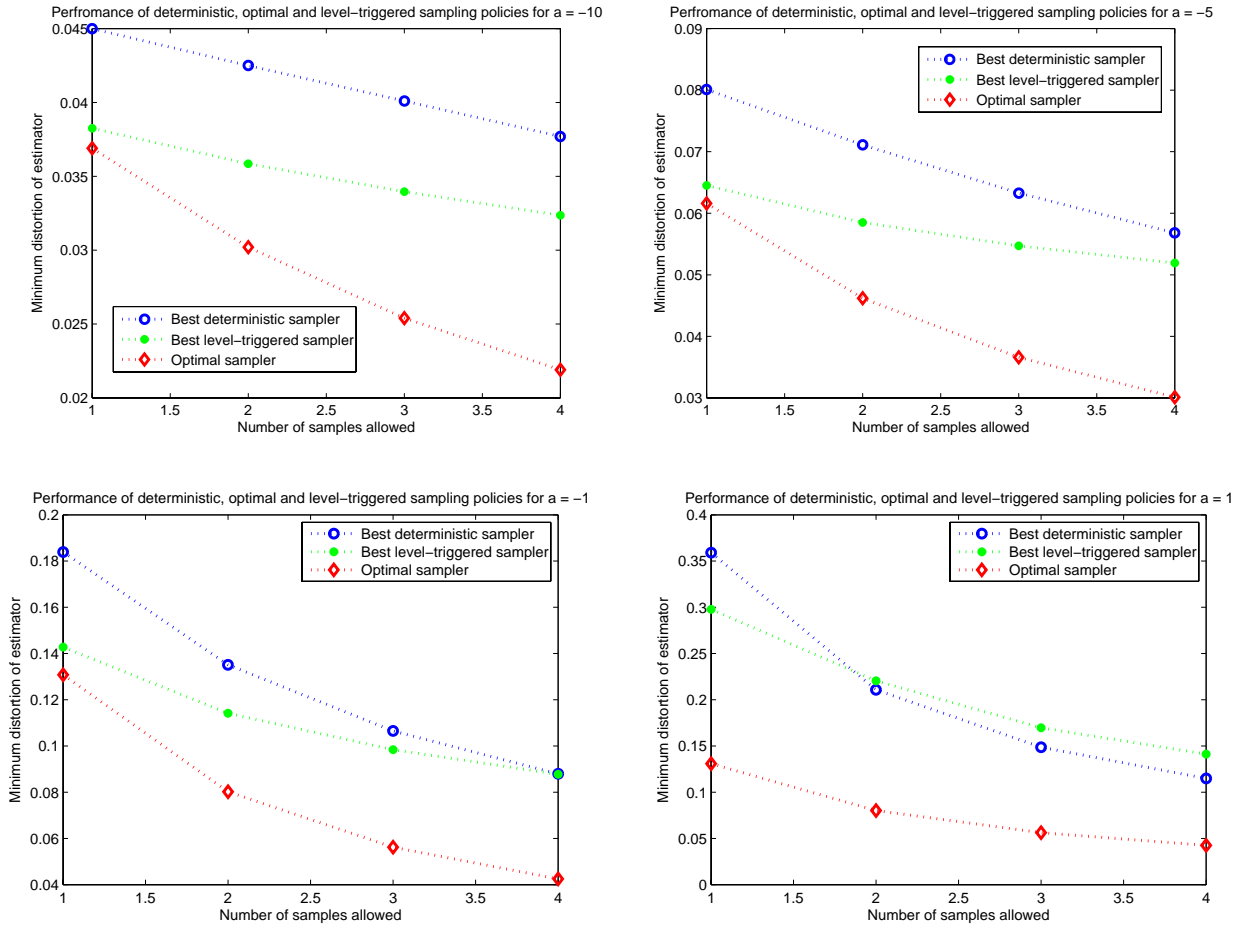 Perfromance of deterministic, optimal and level-triggered sampling policies for a = -10
0.045
0.04
0.035
0.03
0.025
0.02
Minimum distortion of estimator
Best deterministic sampler
Best level-triggered sampler
Optimal sampler
1 1.5 2 2.5 3 3.5 4
Number of samples allowed
Performance of deterministic, optimal and level-triggered sampling policies for a = -5
0.09
0.08
0.07
0.06
0.05
0.04
0.03
Minimum distortion of estimator
Best deterministic sampler
Best level-triggered sampler
Optimal sampler
1 1.5 2 2.5 3 3.5 4
Number of samples allowed
Performance of deterministic, optimal and level-triggered sampling policies for a = -1
0.2
0.18
0.16
0.14
0.12
0.1
0.08
0.06
0.04
Minimum distortion of estimator
Best deterministic sampler
Best level-triggered sampler
Optimal sampler
1 1.5 2 2.5 3 3.5 4
Number of samples allowed
Performance of deterministic, optimal and level-triggered sampling policies for a = 1
0.4
0.35
0.3
0.25
0.2
0.15
0.1
0.05
0
Minimum distortion of estimator
Best deterministic sampler
Best level-triggered sampler
Optimal sampler
1 1.5 2 2.5 3 3.5 4
Number of samples allowed